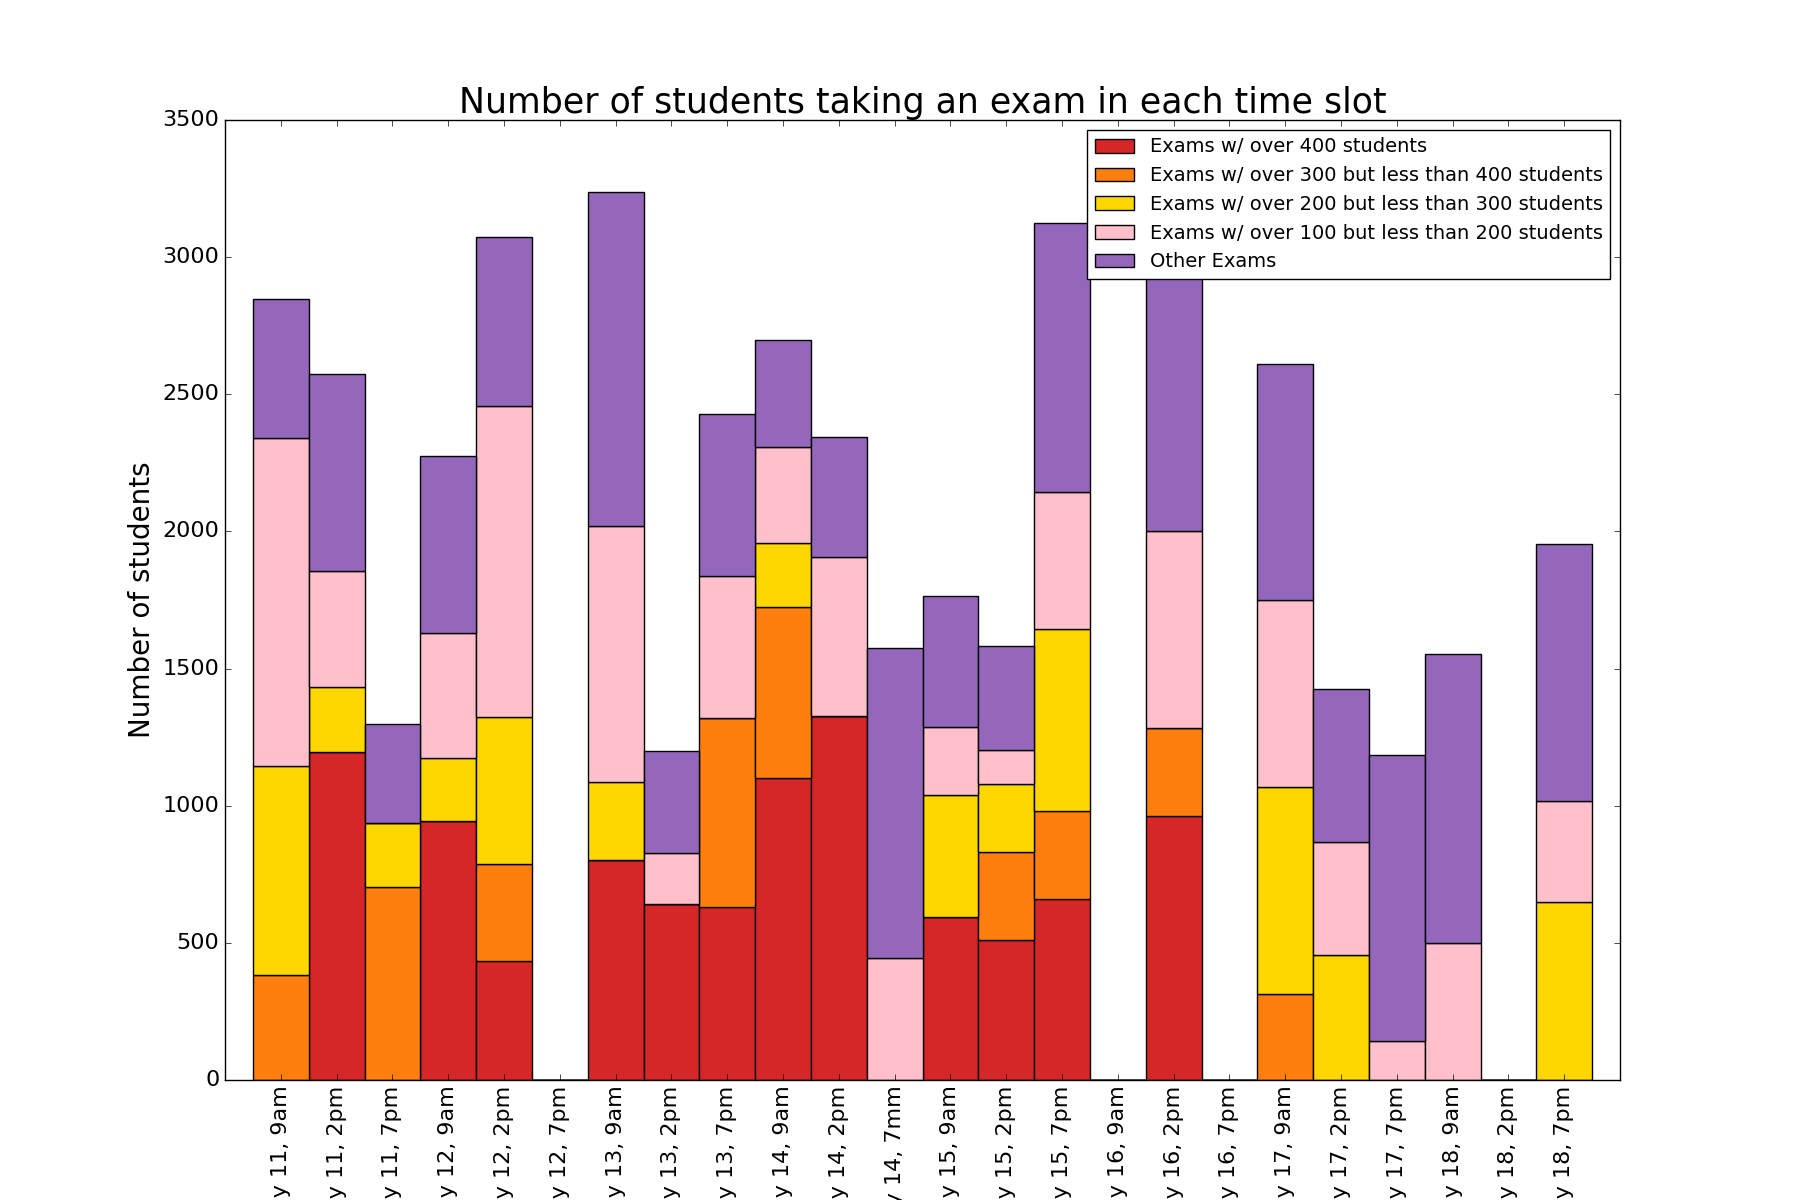 Number of students taking an exam in each time slot
Exams w/ over 400 students
Exams w/ over 300 but less than 400 students
Exams w/ over 200 but less than 300 students
Exams w/ over 100 but less than 200 students
Other Exams
Number of students
3500
3000
2500
2000
1500
1000
500
0
y 11, 9am
y 11, 2pm
y 11, 7pm
y 12, 9am
y 12, 2pm
y 12, 7pm
y 13, 9am
y 13, 2pm
y 13, 7pm
y 14, 9am
y 14, 2pm
y 14, 7mm
y 15, 9am
y 15, 2pm
y 15, 7pm
y 16, 9am
y 16, 2pm
y 16, 7pm
y 17, 9am
y 17, 2pm
y 17, 7pm
y 18, 9am
y 18, 2pm
y 18, 7pm